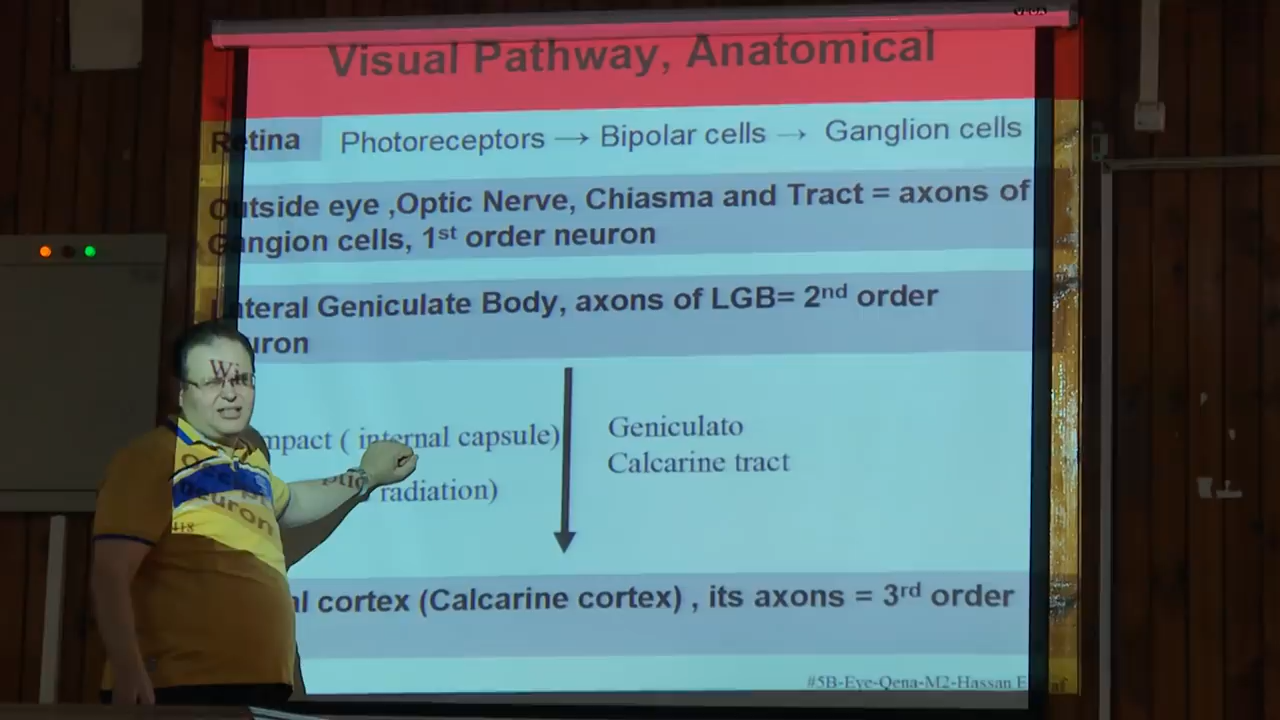 Visual Pathway, Anatomical
Retina Photoreceptors → Bipolar cells → Ganglion cells
Outside eye ,Optic Nerve, Chiasma and Tract = axons of
Gangion cells, 1st order neuron
Lateral Geniculate Body, axons of LGB= 2nd order
neuron
mpact ( internal capsule)
Geniculato
radiation)
Calcarine tract
cortex (Calcarine cortex) , its axons = 3rd order
neuron
#5B-Eye-Qena-M2-Hassan